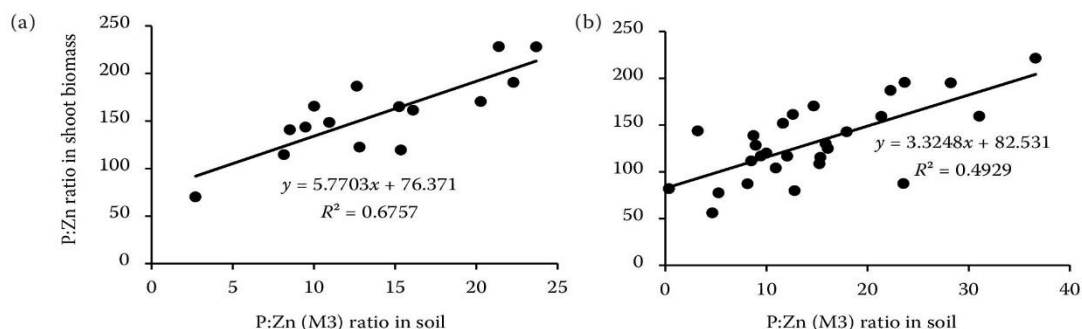 (a)
P:Zn ratio in shoot biomass
250
200
150
100
50
0
y = 5.7703x + 76.371
R² = 0.6757
0 5 10 15 20 25
P:Zn (M3) ratio in soil
(b)
250
200
150
100
50
0
y = 3.3248x + 82.531
R² = 0.4929
0 10 20 30 40
P:Zn (M3) ratio in soil